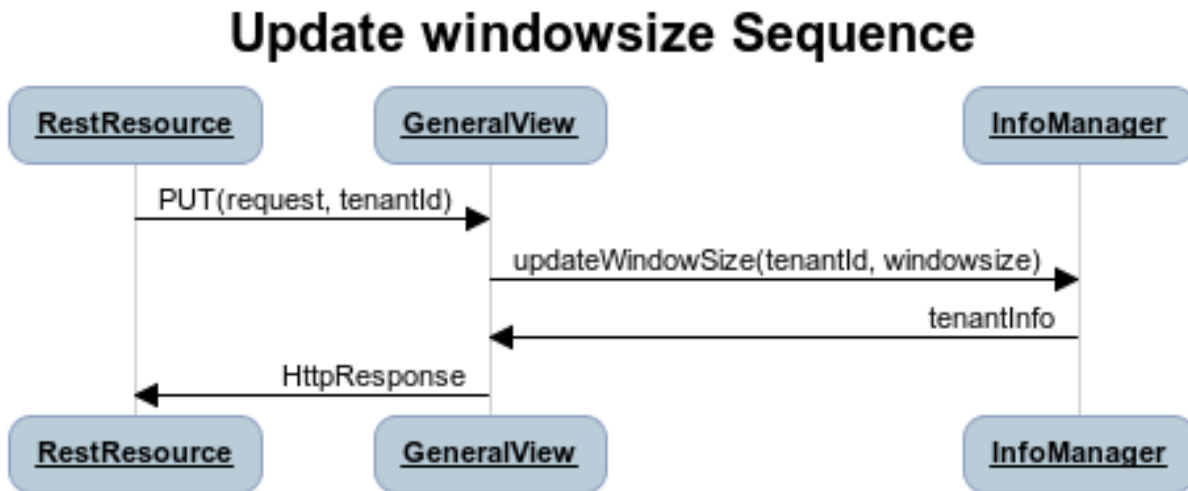 Update windowsize Sequence
RestResource GeneralView InfoManager
PUT(request, tenantId)
updateWindowSize(tenantId, windowsize)
tenantInfo
HttpResponse
RestResource GeneralView InfoManager